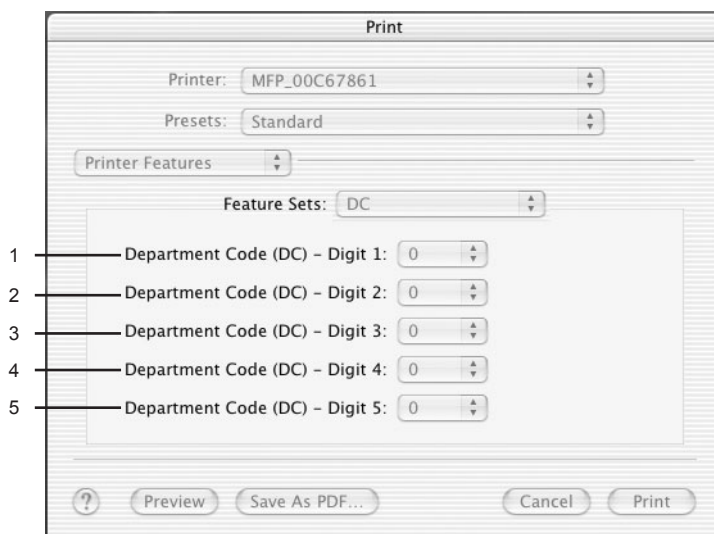 Print
Printer: MFP_00C67861
Presets: Standard
Printer Features
Feature Sets: DC
1 Department Code (DC) – Digit 1: 0
2 Department Code (DC) – Digit 2: 0
3 Department Code (DC) – Digit 3: 0
4 Department Code (DC) – Digit 4: 0
5 Department Code (DC) – Digit 5: 0
? Preview Save As PDF... Cancel Print